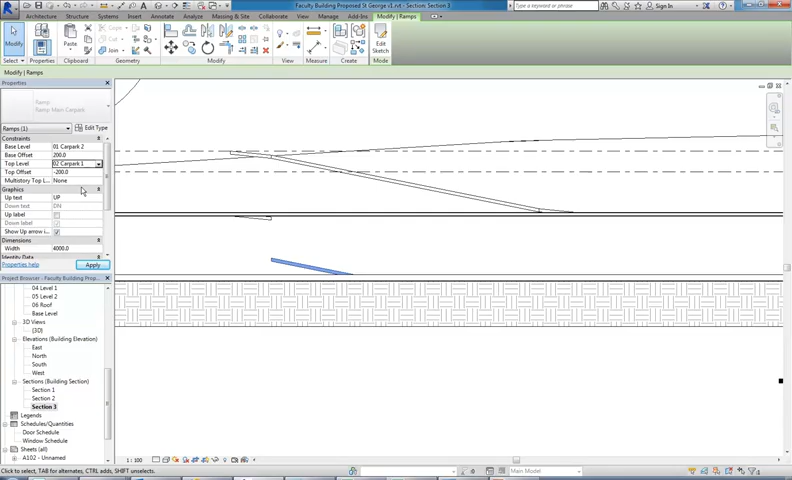 Faculty Building Proposed St George v1.rvt - Section: Section 3
Sign In
Architecture Structure Systems Insert Annotate Analyze Massing & Site Collaborate View Manage Add-Ins Modify | Ramps
Modify
Paste
Join
Edit
Sketch
Select Properties Clipboard Geometry Modify View Measure Create Mode
Modify | Ramps
Properties
Ramp
Ramp: Main Carpark
Ramps (1) Edit Type
Constraints
Base Level 01 Carpark 2
Base Offset 200.0
Top Level 02 Carpark 1
Top Offset -200.0
Multistory Top L... None
Graphics
Up text UP
Down text DN
Up label
Down label
Show Up arrow i...
Dimensions
Width 4000.0
Identity Data
Properties help Apply
Project Browser - Faculty Building Prop...
04 Level 1
05 Level 2
06 Roof
Base Level
3D Views
{3D}
Elevations (Building Elevation)
East
North
South
West
Sections (Building Section)
Section 1
Section 2
Section 3
Legends
Schedules/Quantities
Door Schedule
Window Schedule
Sheets (all)
A102 - Unnamed
1 : 100
Click to select, TAB for alternates, CTRL adds, SHIFT unselects.
:0
Main Model